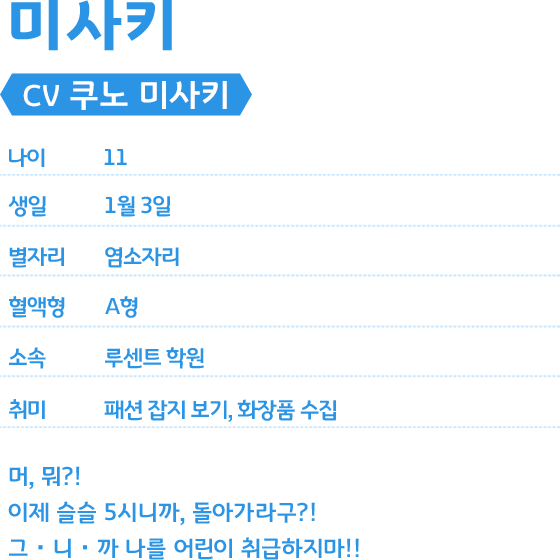 미사키
CV 쿠노 미사키
나이 11
생일 1월 3일
별자리 염소자리
혈액형 A형
소속 루센트 학원
취미 패션 잡지 보기, 화장품 수집
머, 뭐?!
이제 슬슬 5시니까, 돌아가라구?!
그・니・까 나를 어린이 취급하지마!!